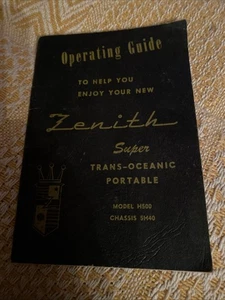 Operating Guide
TO HELP YOU
ENJOY YOUR NEW
Zenith
Super
TRANS-OCEANIC
PORTABLE
MODEL H500
CHASSIS 5H40